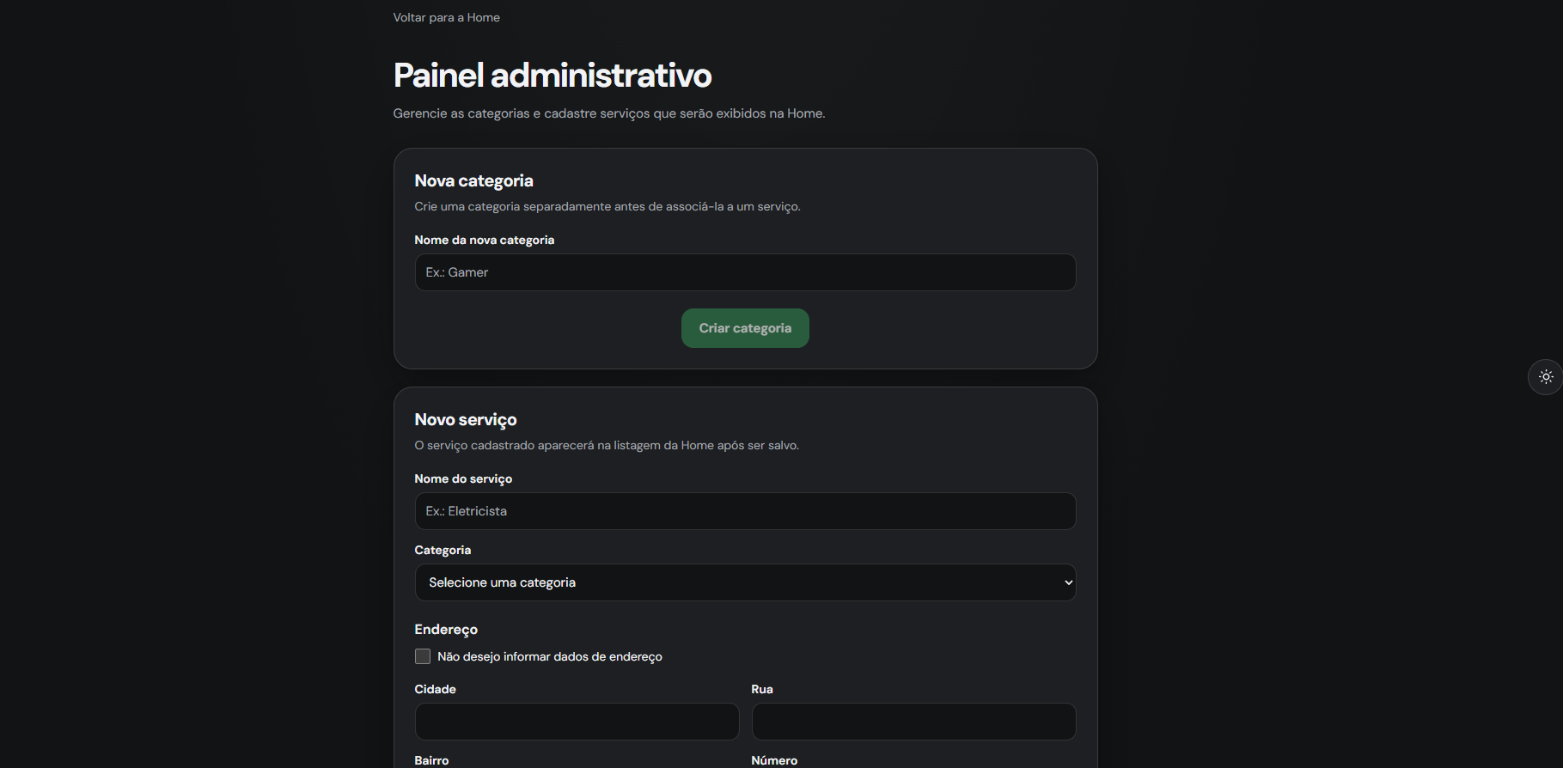 Voltar para a Home
Painel administrativo
Gerencie as categorias e cadastre serviços que serão exibidos na Home.
Nova categoria
Crie uma categoria separadamente antes de associá-la a um serviço.
Nome da nova categoria
Ex.: Gamer
Criar categoria
Novo serviço
O serviço cadastrado aparecerá na listagem da Home após ser salvo.
Nome do serviço
Ex.: Eletricista
Categoria
Selecione uma categoria
Endereço
Não desejo informar dados de endereço
Cidade
Rua
Bairro
Número